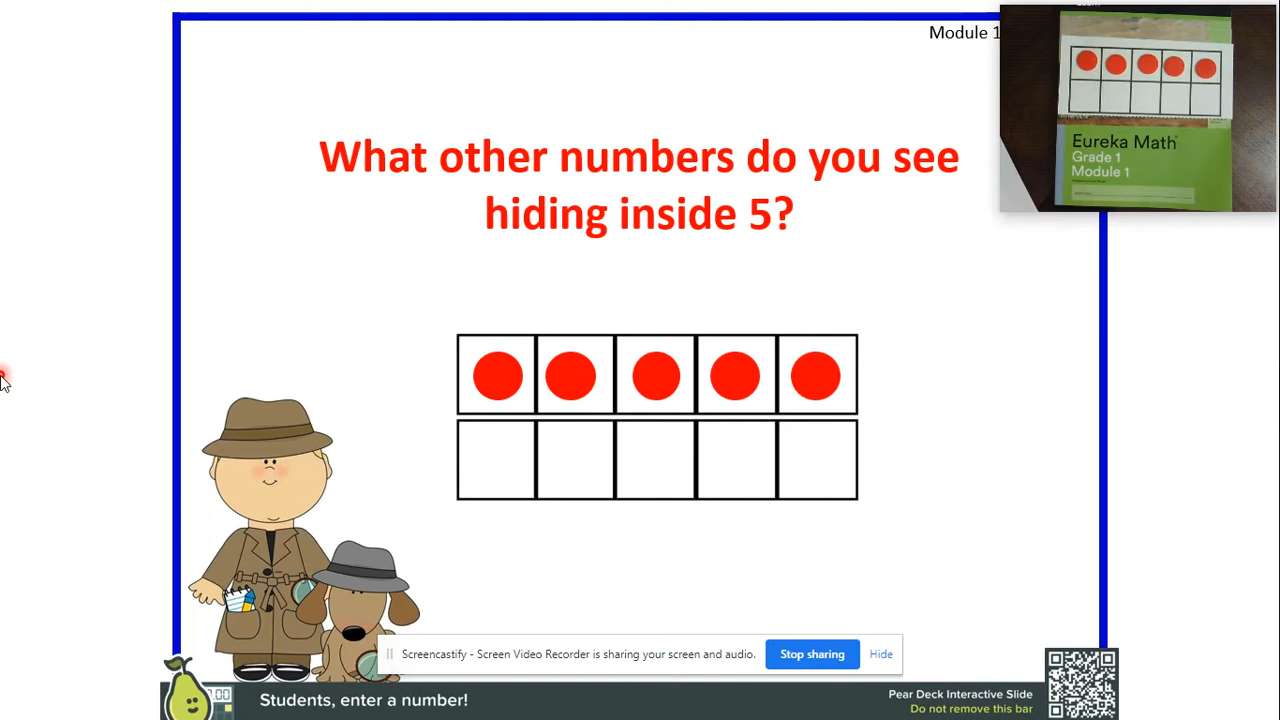 Module 1
What other numbers do you see
hiding inside 5?
Eureka Math
Grade 1
Module 1
Screencastify - Screen Video Recorder is sharing your screen and audio.
Stop sharing
Hide
Students, enter a number!
Pear Deck Interactive Slide
Do not remove this bar